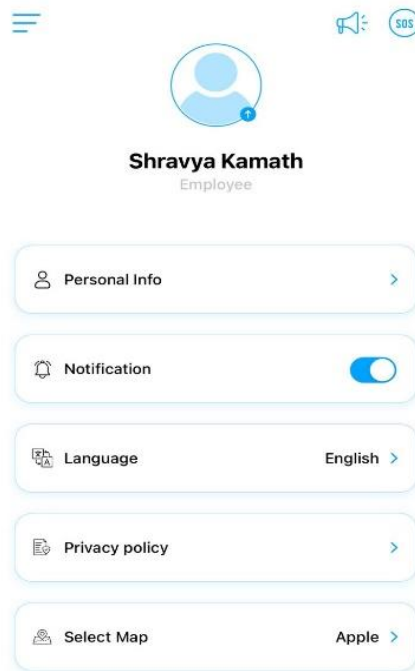 SOS
Shravya Kamath
Employee
Personal Info
Notification
Language English
Privacy policy
Select Map Apple